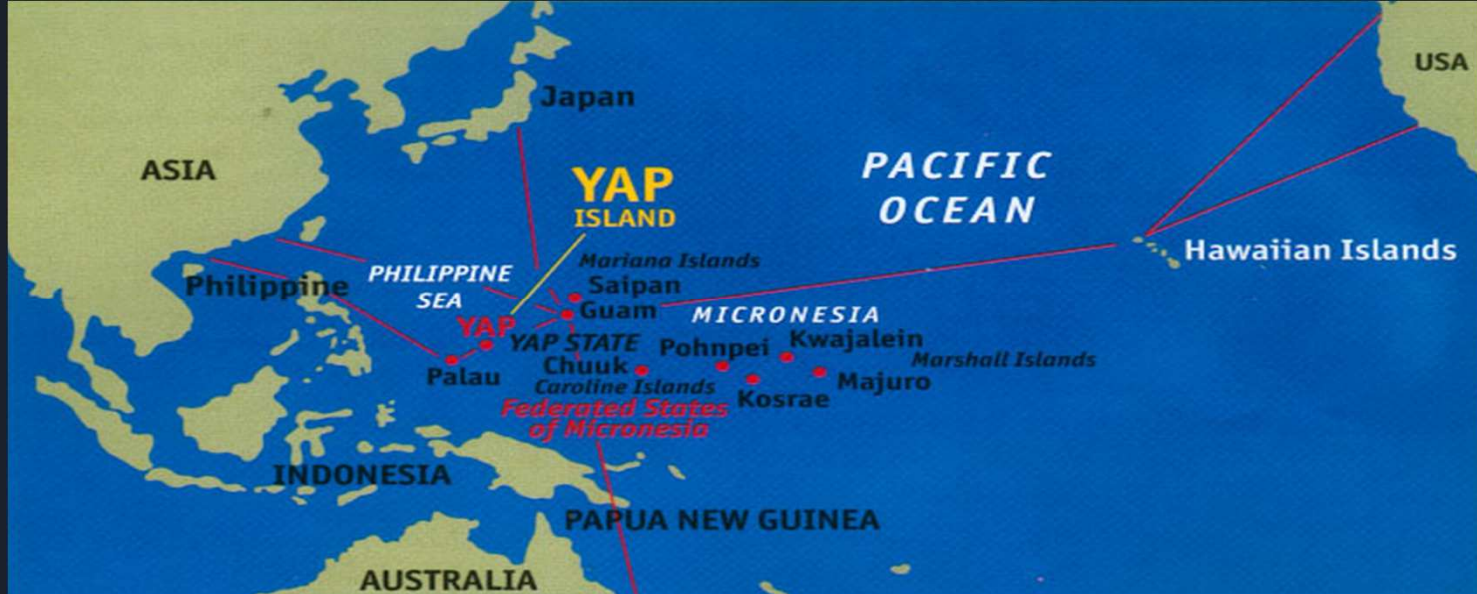 USA
Japan
ASIA
YAP
ISLAND
PACIFIC
OCEAN
Hawaiian Islands
Mariana Islands
PHILIPPINE
SEA
Philippine
Saipan
Guam
MICRONESIA
YAP
YAP STATE
Pohnpei
Kwajalein
Marshall Islands
Chuuk
Palau
Majuro
Caroline Islands
Kosrae
Federated States
of Micronesia
INDONESIA
PAPUA NEW GUINEA
AUSTRALIA